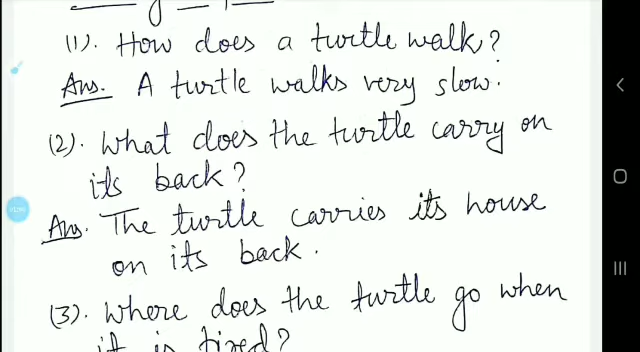 (1). How does a turtle walk?
Ans. A turtle walks very slow.
(2). What does the turtle carry on
its back?
Ans. The turtle carries its house
on its back.
(3). Where does the turtle go when
it is tired?